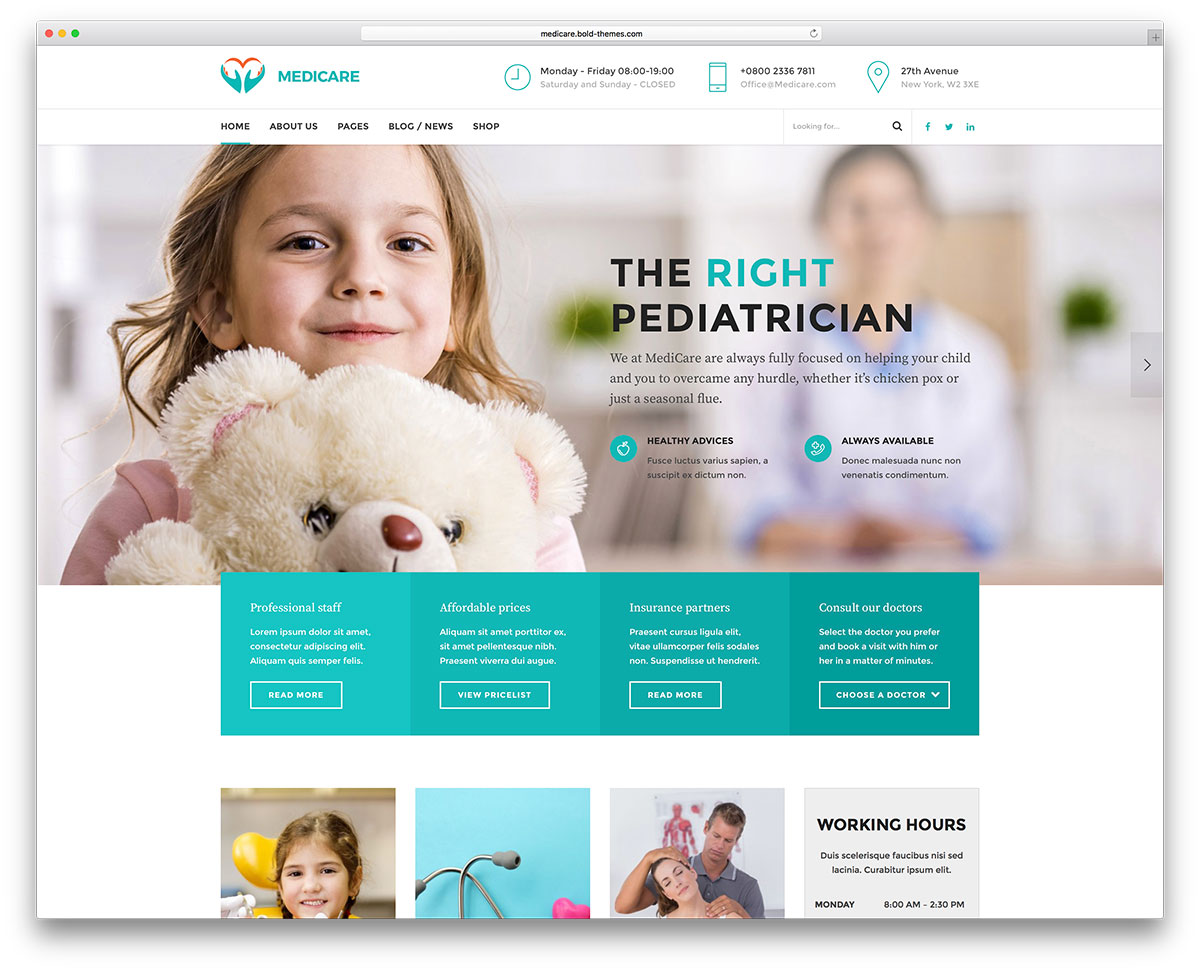 medicare.bold-themes.com
MEDICARE
Monday - Friday 08:00-19:00
Saturday and Sunday - CLOSED
+0800 2336 7811
Office@Medicare.com
27th Avenue
New York, W2 3XE
HOME ABOUT US PAGES BLOG / NEWS SHOP
Looking for...
THE RIGHT
PEDIATRICIAN
We at MediCare are always fully focused on helping your child
and you to overcame any hurdle, whether it's chicken pox or
just a seasonal flue.
HEALTHY ADVICES
Fusce luctus varius sapien, a
suscipit ex dictum non.
ALWAYS AVAILABLE
Donec malesuada nunc non
venenatis condimentum.
Professional staff
Lorem ipsum dolor sit amet,
consectetur adipiscing elit.
Aliquam quis semper felis.
READ MORE
Affordable prices
Aliquam sit amet porttitor ex,
sit amet pellentesque nibh.
Praesent viverra dui augue.
VIEW PRICELIST
Insurance partners
Praesent cursus ligula elit,
vitae ullamcorper felis sodales
non. Suspendisse ut hendrerit.
READ MORE
Consult our doctors
Select the doctor you prefer
and book a visit with him or
her in a matter of minutes.
CHOOSE A DOCTOR
WORKING HOURS
Duis scelerisque faucibus nisi sed
lacinia. Curabitur ipsum elit.
MONDAY 8:00 AM – 2:30 PM